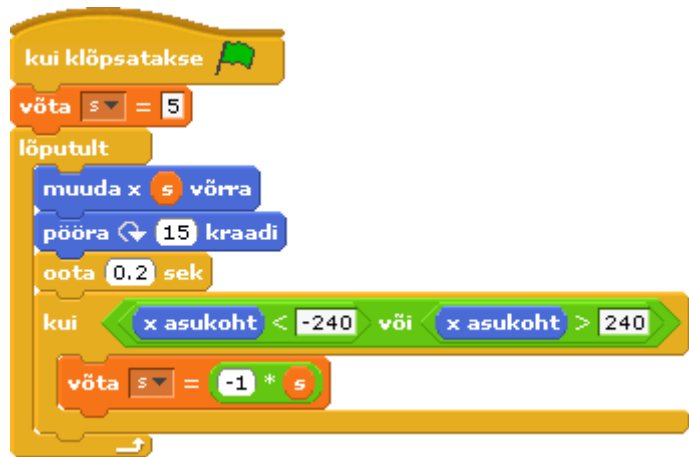 kui klõpsatakse
võta s = 5
lõputult
muuda x s võrra
pööra 15 kraadi
oota 0.2 sek
kui x asukoht < -240 või x asukoht > 240
võta s = -1 * s